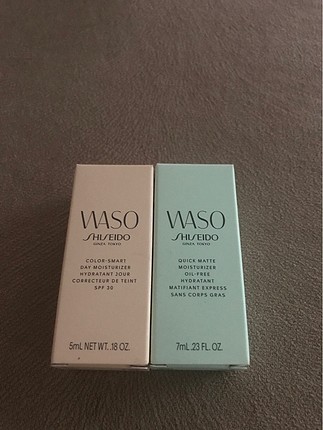 WASO
SHISEIDO
GINZA TOKYO
COLOR-SMART
DAY MOISTURIZER
HYDRATANT JOUR
CORRECTEUR DE TEINT
SPF 30
5mL NET WT. .18 OZ.
WASO
SHISEIDO
GINZA TOKYO
QUICK MATTE
MOISTURIZER
OIL-FREE
HYDRATANT
MATIFIANT EXPRESS
SANS CORPS GRAS
7mL .23 FL. OZ.